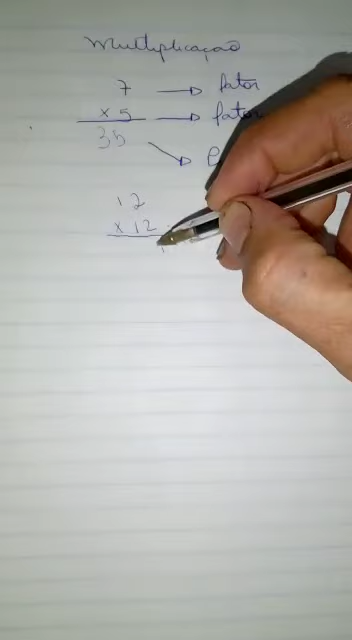 Multiplicação
7 → fator
x 5 → fator
35
12
x 12